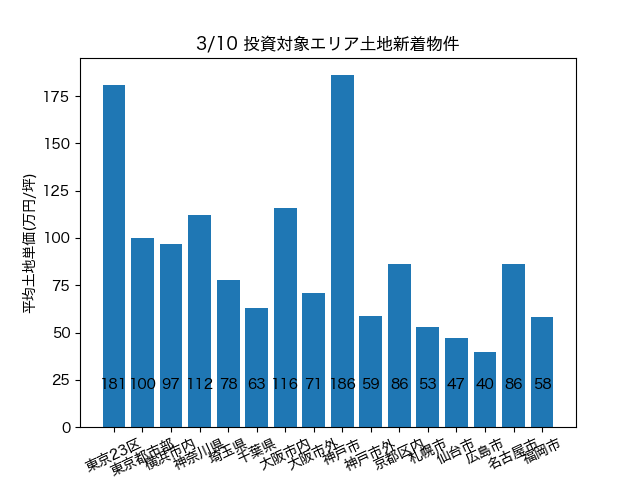 3/10 投資対象エリア土地新着物件
平均土地単価(万円/坪)
175
150
125
100
75
50
25
0
181 100 97 112 78 63 116 71 186 59 86 53 47 40 86 58
東京23区 東京都市部 横浜市内 神奈川県 埼玉県 千葉県 大阪市内 大阪市外 神戸市 神戸市外 京都区内 札幌市 仙台市 広島市 名古屋市 福岡市